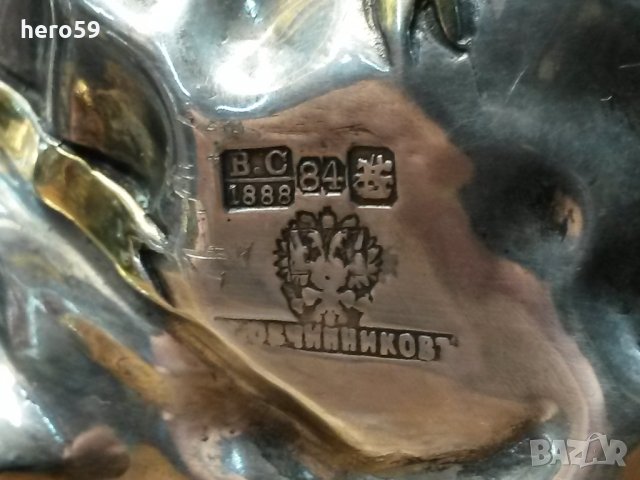 hero59
В.С 84
1888
ОВЧИННИКОВЪ
BAZAR